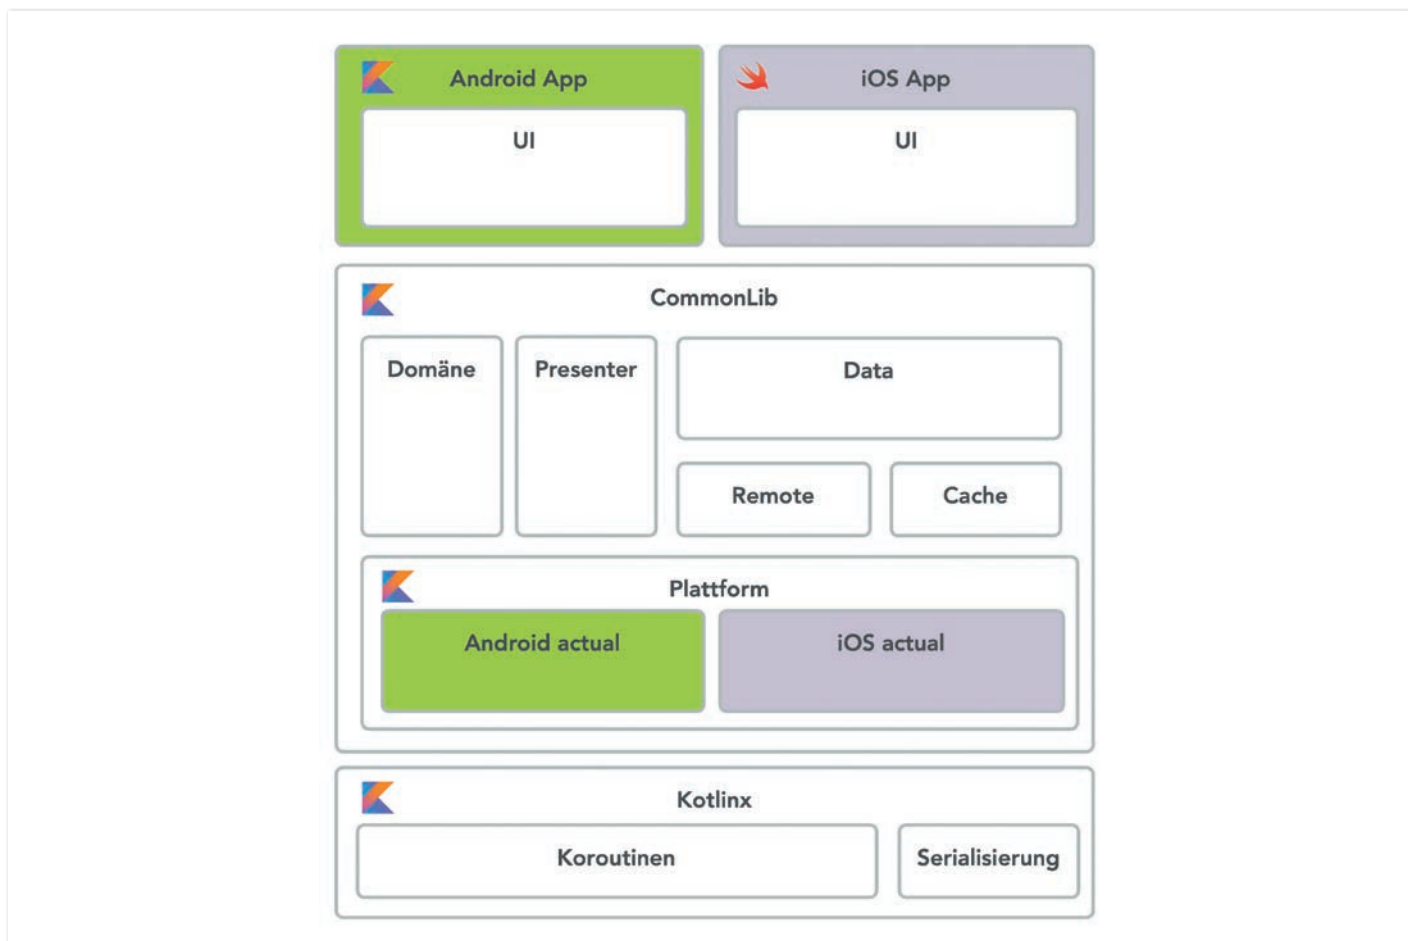 Android App
iOS App
UI
UI
CommonLib
Domäne
Presenter
Data
Remote
Cache
Plattform
Android actual
iOS actual
Kotlinx
Koroutinen
Serialisierung